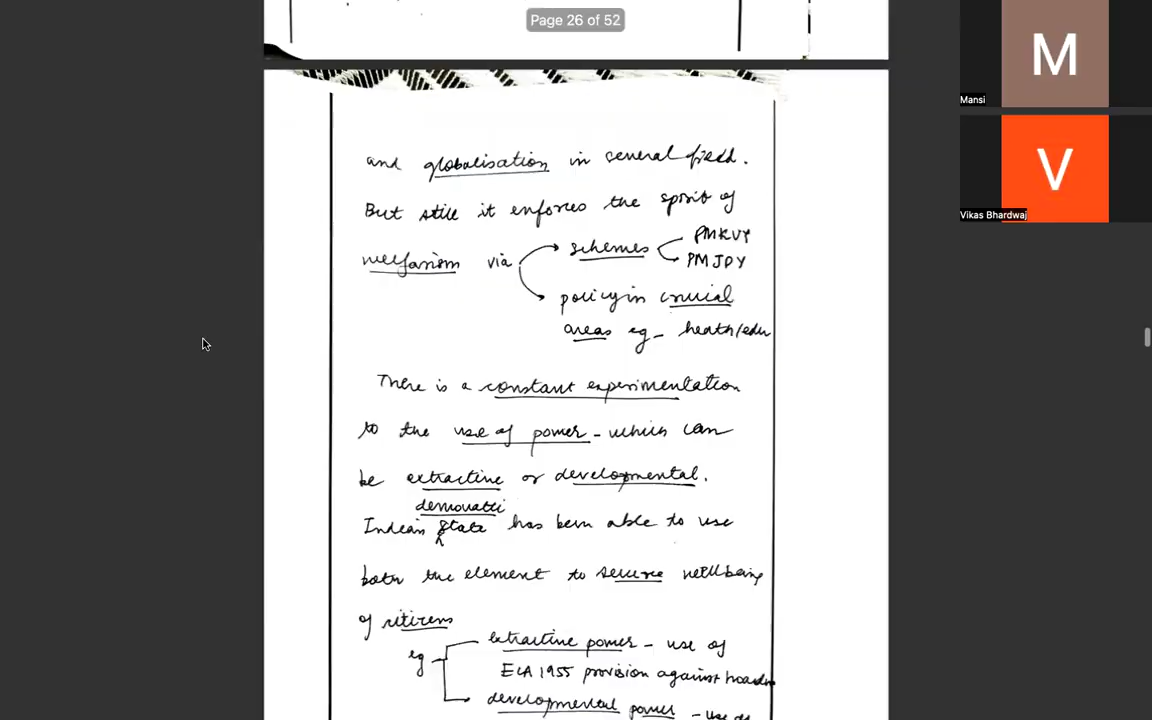 Page 26 of 52
M
Mansi
V
Vikas Bhardwaj
and globalisation in several field.
But still it enforces the spirit of
welfarism via → schemes < PMKVY
PMJDY
→ policy in crucial
areas eg - health/edu
There is a constant experimentation
to the use of power - which can
be extractive or developmental.
democratic
Indian state has been able to use
both the element to secure wellbeing
of citizens
eg extractive power - use of
ECA 1955 provision against
developmental power - use